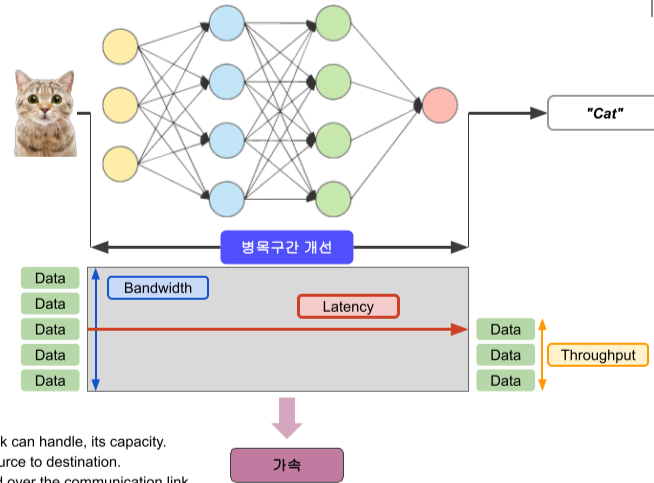 "Cat"
병목구간 개선
Data
Bandwidth
Data
Latency
Data
Data
Data
Data
Data
Throughput
Data
Data
k can handle, its capacity.
urce to destination.
가속
d over the communication link